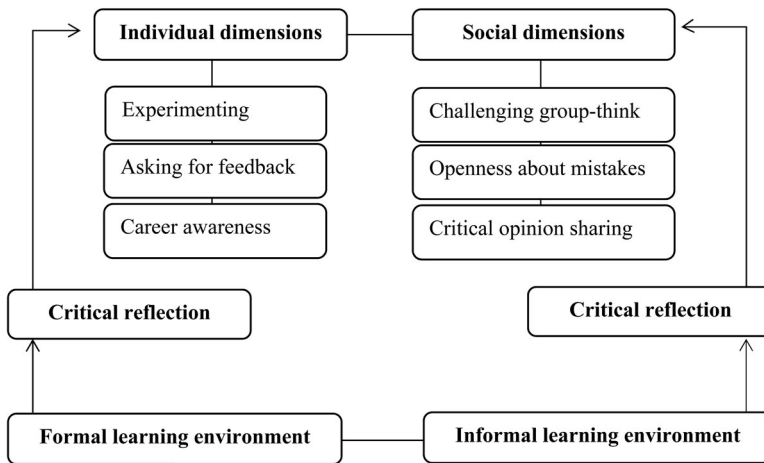 Individual dimensions
Social dimensions
Experimenting
Challenging group-think
Asking for feedback
Openness about mistakes
Career awareness
Critical opinion sharing
Critical reflection
Critical reflection
Formal learning environment
Informal learning environment